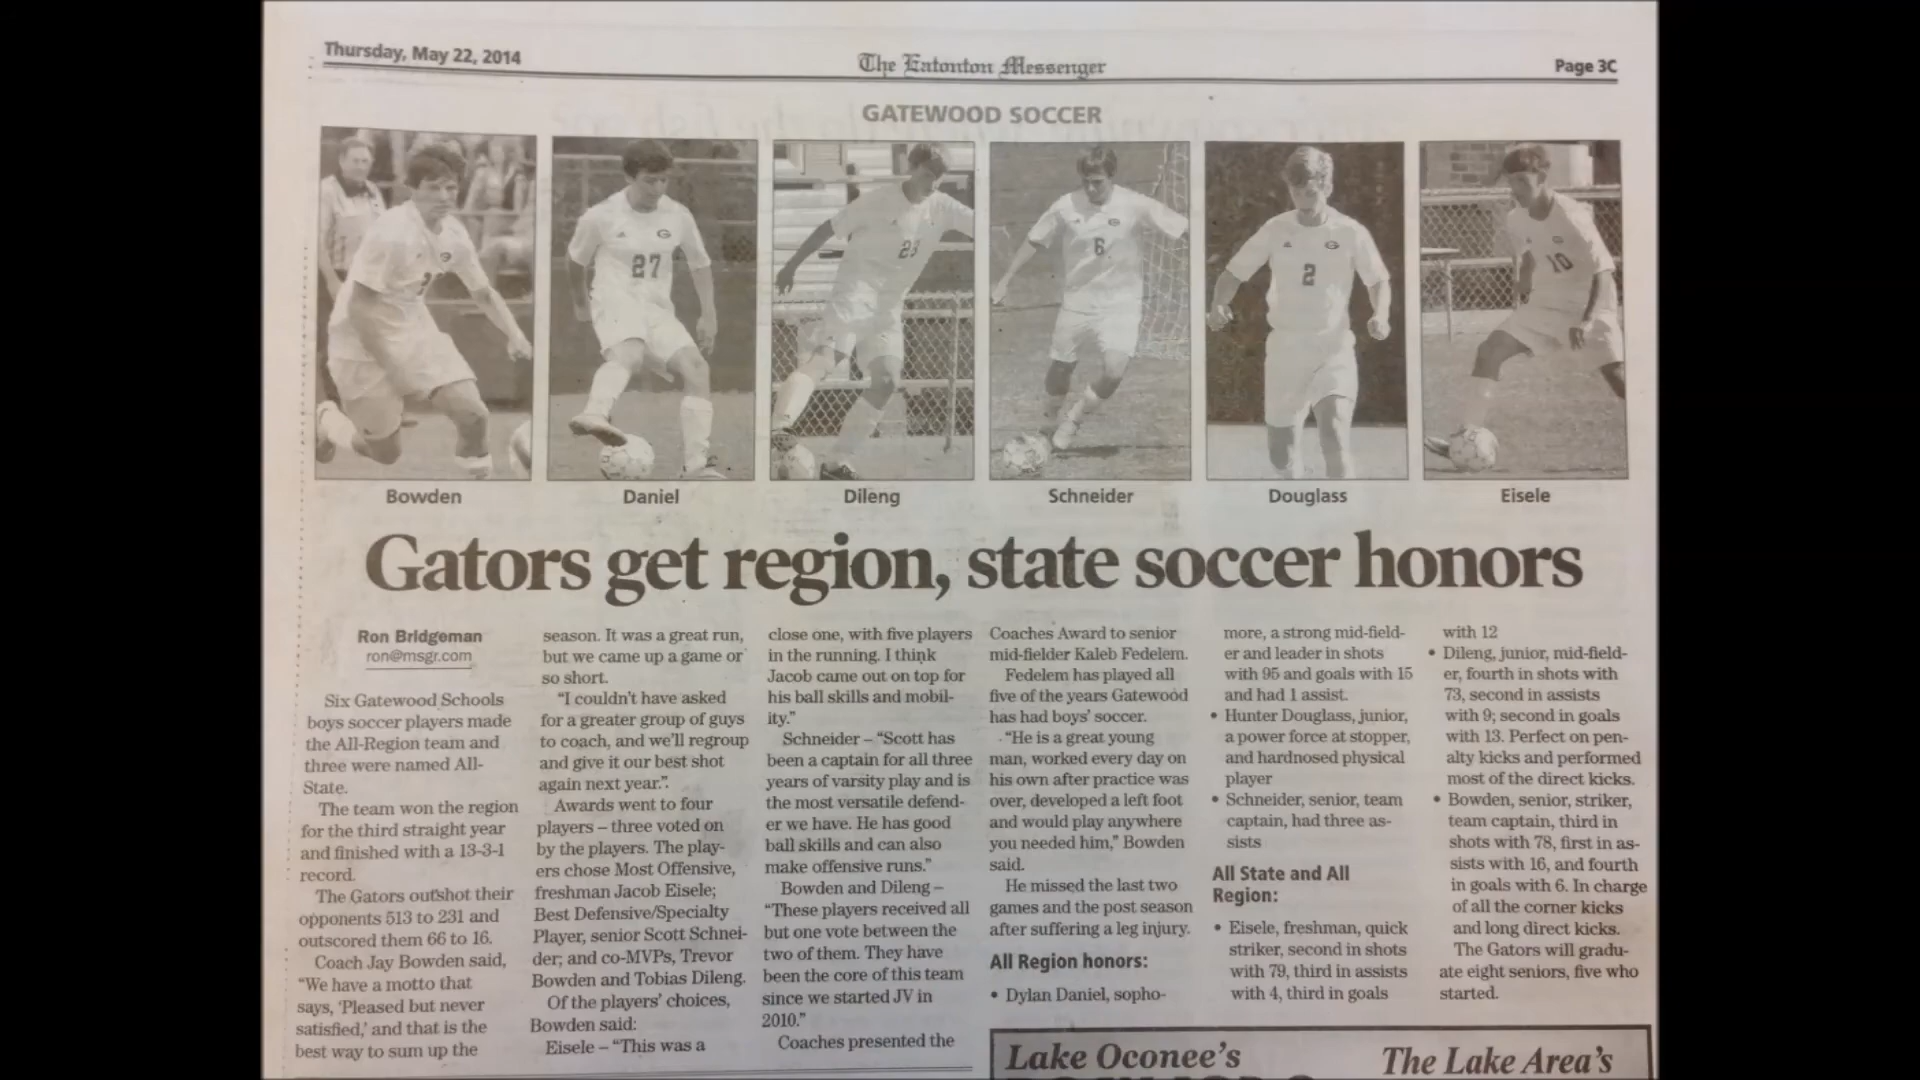 Thursday, May 22, 2014
The Eatonton Messenger
Page 3C
GATEWOOD SOCCER
27
23
6
2
10
Bowden
Daniel
Dileng
Schneider
Douglass
Eisele
Gators get region, state soccer honors
Ron Bridgeman
ron@msgr.com
Six Gatewood Schools
boys soccer players made
the All-Region team and
three were named All-
State.
The team won the region
for the third straight year
and finished with a 13-3-1
record.
The Gators outshot their
opponents 513 to 231 and
outscored them 66 to 16.
Coach Jay Bowden said,
"We have a motto that
says, 'Pleased but never
satisfied,' and that is the
best way to sum up the
season. It was a great run,
but we came up a game or
so short.
"I couldn't have asked
for a greater group of guys
to coach, and we'll regroup
and give it our best shot
again next year.".
Awards went to four
players – three voted on
by the players. The play-
ers chose Most Offensive,
freshman Jacob Eisele;
Best Defensive/Specialty
Player, senior Scott Schnei-
der; and co-MVPs, Trevor
Bowden and Tobias Dileng.
Of the players' choices,
Bowden said:
Eisele – "This was a
close one, with five players
in the running. I think
Jacob came out on top for
his ball skills and mobil-
ity."
Schneider – "Scott has
been a captain for all three
years of varsity play and is
the most versatile defend-
er we have. He has good
ball skills and can also
make offensive runs."
Bowden and Dileng –
"These players received all
but one vote between the
two of them. They have
been the core of this team
since we started JV in
2010."
Coaches presented the
Coaches Award to senior
mid-fielder Kaleb Fedelem.
Fedelem has played all
five of the years Gatewood
has had boys' soccer.
"He is a great young
man, worked every day on
his own after practice was
over, developed a left foot
and would play anywhere
you needed him," Bowden
said.
He missed the last two
games and the post season
after suffering a leg injury.
All Region honors:
• Dylan Daniel, sopho-
more, a strong mid-field-
er and leader in shots
with 95 and goals with 15
and had 1 assist.
• Hunter Douglass, junior,
a power force at stopper,
and hardnosed physical
player
• Schneider, senior, team
captain, had three as-
sists
All State and All
Region:
• Eisele, freshman, quick
striker, second in shots
with 79, third in assists
with 4, third in goals
with 12
• Dileng, junior, mid-field-
er, fourth in shots with
73, second in assists
with 9; second in goals
with 13. Perfect on pen-
alty kicks and performed
most of the direct kicks.
• Bowden, senior, striker,
team captain, third in
shots with 78, first in as-
sists with 16, and fourth
in goals with 6. In charge
of all the corner kicks
and long direct kicks.
The Gators will gradu-
ate eight seniors, five who
started.
Lake Oconee's
The Lake Area's